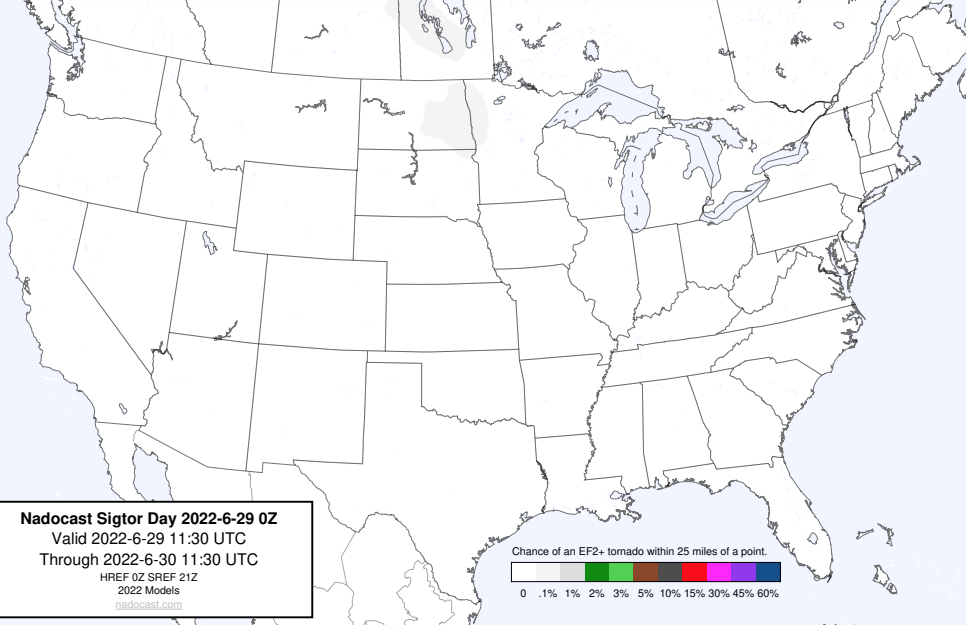 Nadocast Sigtor Day 2022-6-29 0Z
Valid 2022-6-29 11:30 UTC
Through 2022-6-30 11:30 UTC
HREF 0Z SREF 21Z
2022 Models
nadocast.com
Chance of an EF2+ tornado within 25 miles of a point.
0 .1% 1% 2% 3% 5% 10% 15% 30% 45% 60%